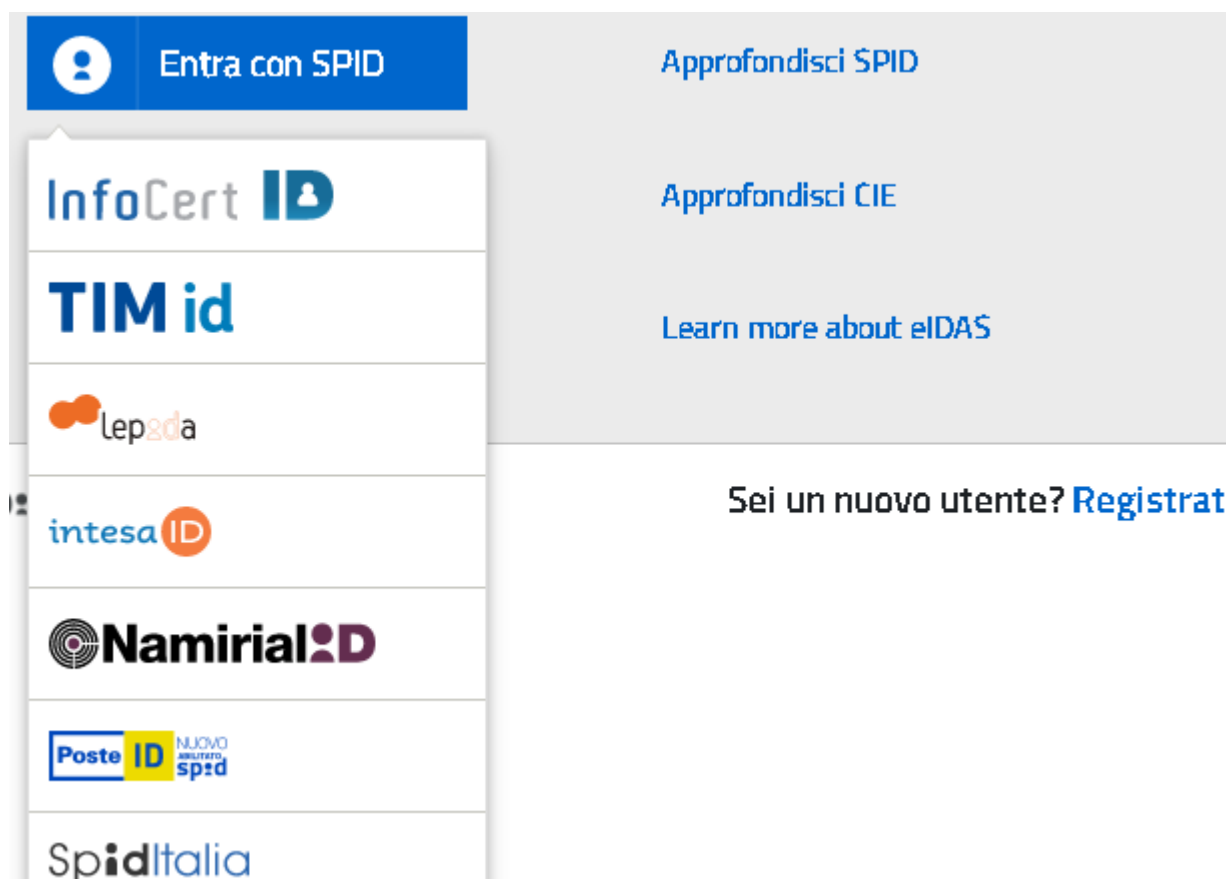 Entra con SPID
Approfondisci SPID
InfoCert ID
Approfondisci CIE
TIM id
Learn more about eIDAS
lepida
Sei un nuovo utente? Registrat
intesa ID
Namirial ID
Poste ID NUOVO
ABILITATO
spid
SpidItalia